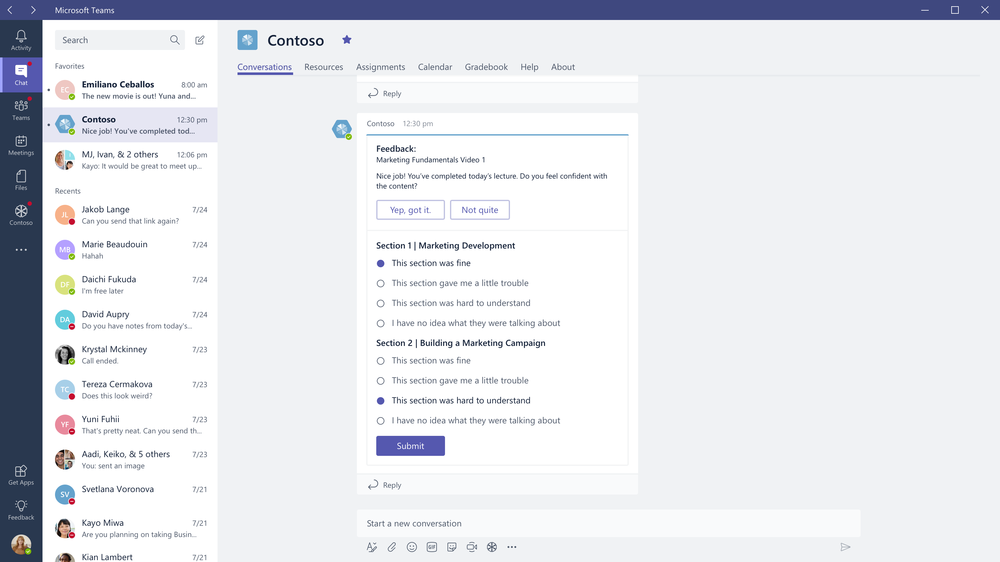 Microsoft Teams
Activity
Chat
Teams
Meetings
Files
Contoso
Get Apps
Feedback
Search
Favorites
EC
Emiliano Ceballos 8:00 am
The new movie is out! Yuna and...
Contoso 12:30 pm
Nice job! You've completed tod...
I
MJ, Ivan, & 2 others 12:06 pm
Kayo: It would be great to meet up...
Recents
JL
Jakob Lange 7/24
Can you send that link again?
MB
Marie Beaudouin 7/24
Hahah
DF
Daichi Fukuda 7/24
I'm free later
DA
David Aupry 7/24
Do you have notes from today's...
Krystal Mckinney 7/23
Call ended.
TC
Tereza Cermakova 7/23
Does this look weird?
YF
Yuni Fuhii 7/23
That's pretty neat. Can you send th...
Aadi, Keiko, & 5 others 7/23
You: sent an image
SV
Svetlana Voronova 7/21
Kayo Miwa 7/21
Are you planning on taking Busin...
Kian Lambert 7/21
Contoso
Conversations Resources Assignments Calendar Gradebook Help About
Reply
Contoso 12:30 pm
Feedback:
Marketing Fundamentals Video 1
Nice job! You’ve completed today’s lecture. Do you feel confident with
the content?
Yep, got it. Not quite
Section 1 | Marketing Development
This section was fine
This section gave me a little trouble
This section was hard to understand
I have no idea what they were talking about
Section 2 | Building a Marketing Campaign
This section was fine
This section gave me a little trouble
This section was hard to understand
I have no idea what they were talking about
Submit
Reply
Start a new conversation
GIF